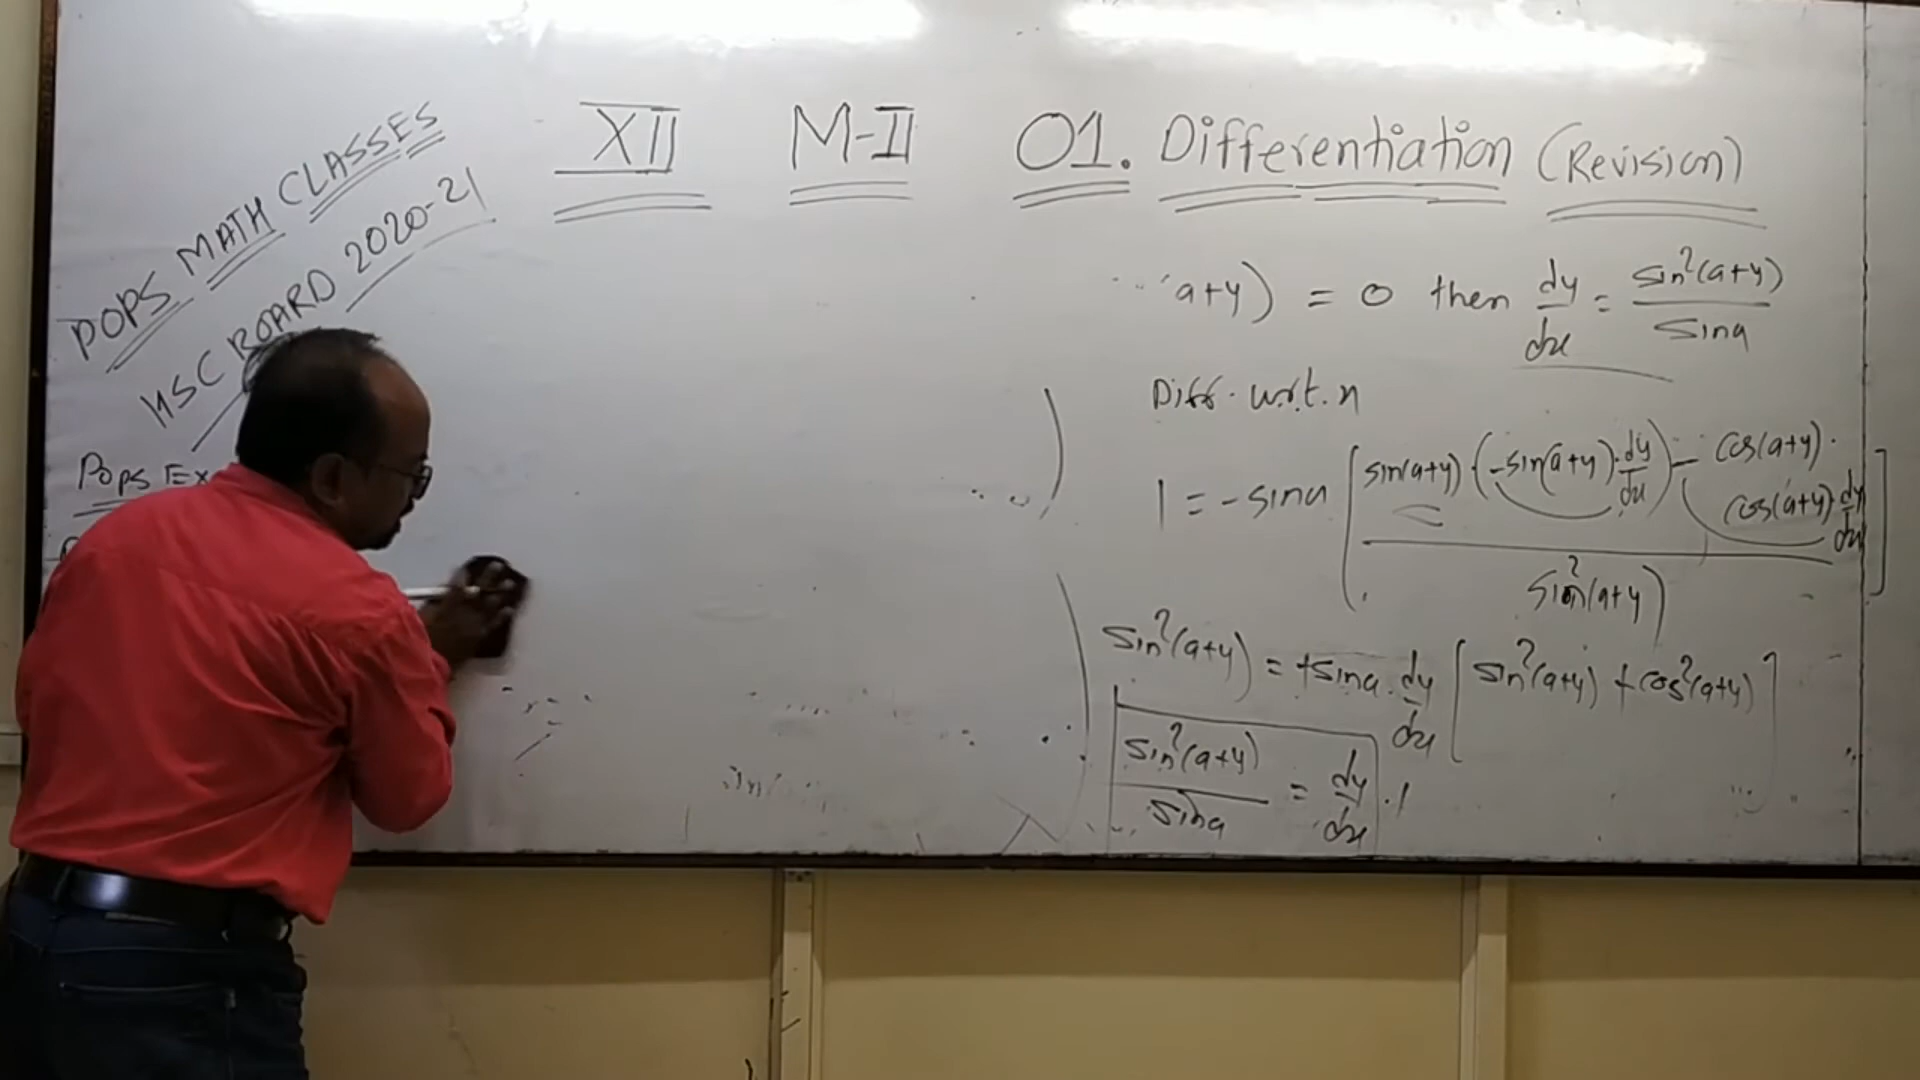 POPS MATH CLASSES
HSC BOARD 2020-21
XII M-II 01. Differentiation (Revision)
Pops Ex
a+y) = 0 then dy/dx = sin²(a+y)/sina
Diff. w.r.t. x
1 = -sina [sin(a+y)·(-sin(a+y)·dy/dx) - cos(a+y)· cos(a+y)·dy/dx / sin²(a+y)]
sin²(a+y) = +sina · dy/dx [sin²(a+y) + cos²(a+y)]
sin²(a+y)/sina = dy/dx · 1